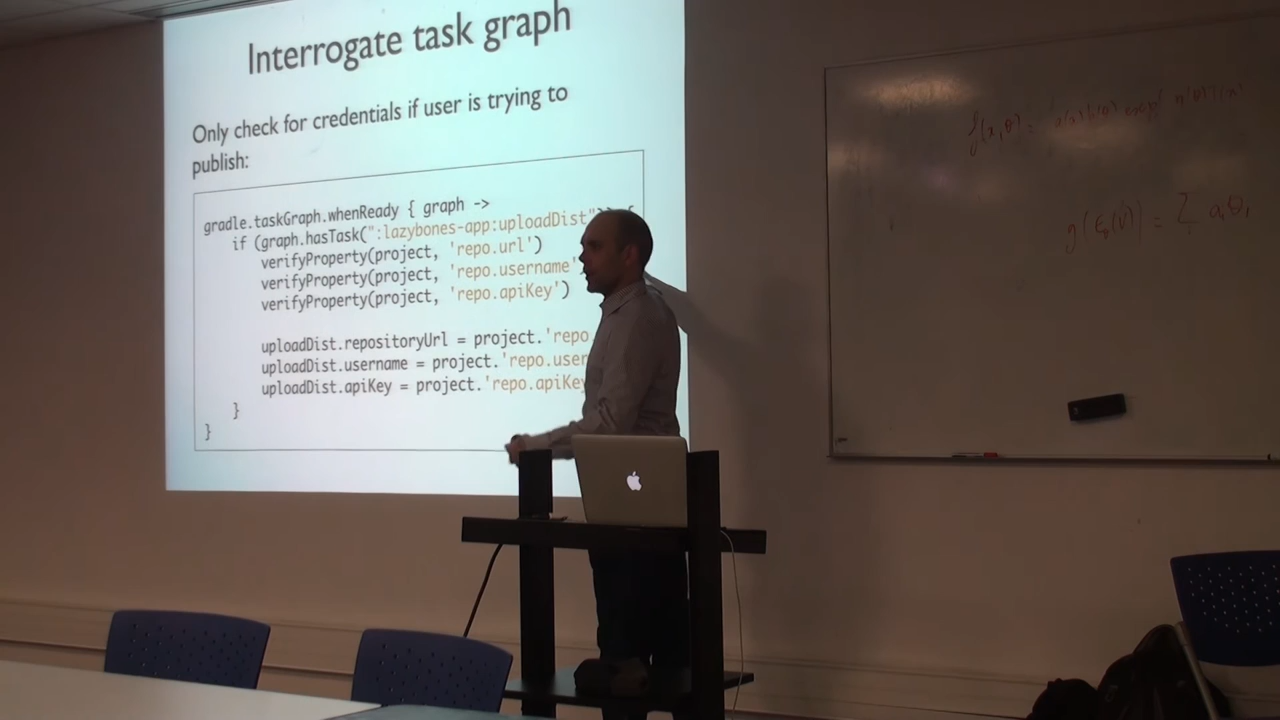 Interrogate task graph
Only check for credentials if user is trying to
publish:
gradle.taskGraph.whenReady { graph ->
if (graph.hasTask(":lazybones-app:uploadDist")) {
verifyProperty(project, 'repo.url')
verifyProperty(project, 'repo.username'
verifyProperty(project, 'repo.apiKey')
uploadDist.repositoryUrl = project.'repo.
uploadDist.username = project.'repo.user
uploadDist.apiKey = project.'repo.apiKey
}
}
f(x,θ) =
g(
) = Σ a_i θ_i